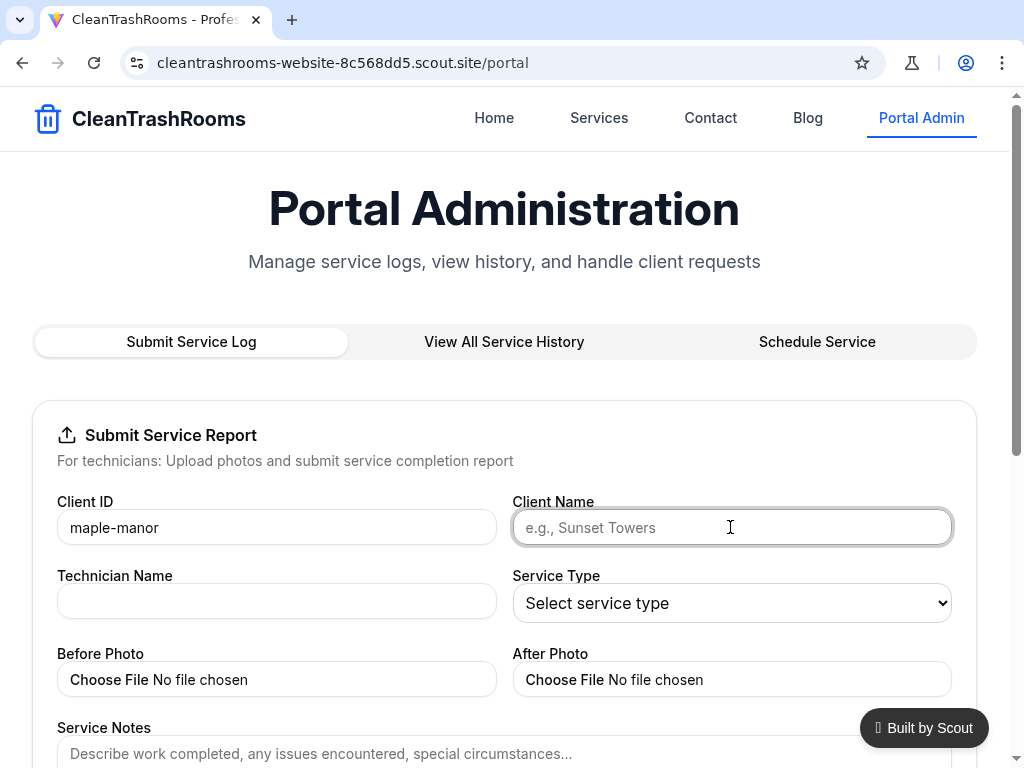 CleanTrashRooms - Profes
cleantrashrooms-website-8c568dd5.scout.site/portal
CleanTrashRooms
Home
Services
Contact
Blog
Portal Admin
Portal Administration
Manage service logs, view history, and handle client requests
Submit Service Log
View All Service History
Schedule Service
Submit Service Report
For technicians: Upload photos and submit service completion report
Client ID
Client Name
maple-manor
e.g., Sunset Towers
Technician Name
Service Type
Select service type
Before Photo
After Photo
Choose File No file chosen
Choose File No file chosen
Service Notes
Describe work completed, any issues encountered, special circumstances...
Built by Scout